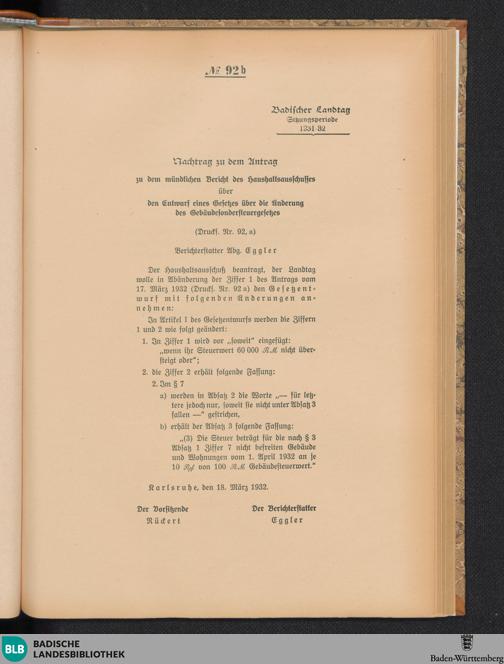 № 92b
Badischer Landtag
Sitzungsperiode
1931/32
Nachtrag zu dem Antrag
zu dem mündlichen Bericht des Haushaltsausschusses
über
den Entwurf eines Gesetzes über die Änderung
des Gebäudesondersteuergesetzes
(Drucks. Nr. 92, a)
Berichterstatter Abg. Eggler
Der Haushaltsausschuß beantragt, der Landtag
wolle in Abänderung der Ziffer 1 des Antrags vom
17. März 1932 (Drucks. Nr. 92 a) den Gesetzent-
wurf mit folgenden Änderungen an-
nehmen:
In Artikel I des Gesetzentwurfs werden die Ziffern
1 und 2 wie folgt geändert:
1. In Ziffer 1 wird vor „soweit" eingefügt:
„wenn ihr Steuerwert 60 000 RM nicht über-
steigt oder";
2. die Ziffer 2 erhält folgende Fassung:
2. Im § 7
a) werden in Absatz 2 die Worte „— für letz-
tere jedoch nur, soweit sie nicht unter Absatz 3
fallen —" gestrichen,
b) erhält der Absatz 3 folgende Fassung:
„(3) Die Steuer beträgt für die nach § 3
Absatz 1 Ziffer 7 nicht befreiten Gebäude
und Wohnungen vom 1. April 1932 an je
10 Rpf von 100 RM Gebäudesteuerwert."
Karlsruhe, den 18. März 1932.
Der Vorsitzende Der Berichterstatter
Rückert Eggler
BLB BADISCHE
LANDESBIBLIOTHEK
Baden-Württemberg